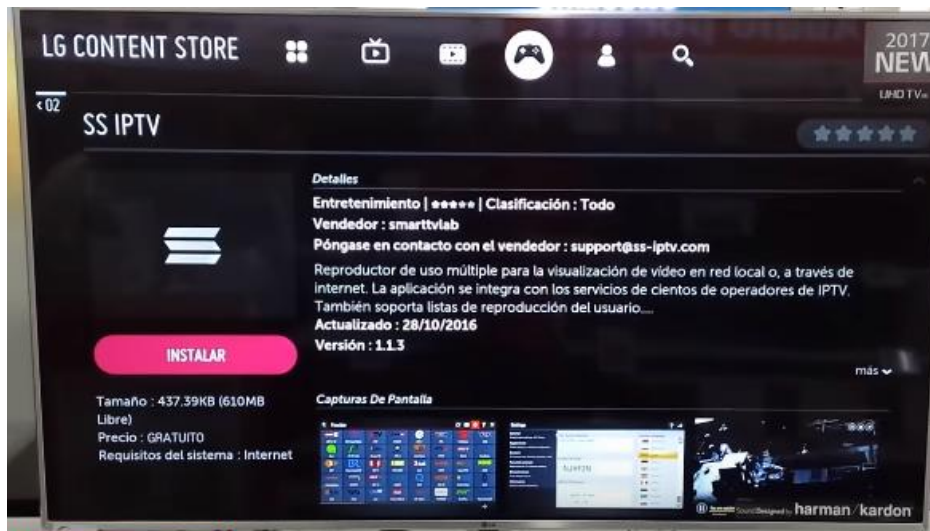 LG CONTENT STORE
2017
NEW
UHD TV
< 02
SS IPTV
Detalles
Entretenimiento | ★★★★★ | Clasificación : Todo
Vendedor : smarttvlab
Póngase en contacto con el vendedor : support@ss-iptv.com
Reproductor de uso múltiple para la visualización de vídeo en red local o, a través de
internet. La aplicación se integra con los servicios de cientos de operadores de IPTV.
También soporta listas de reproducción del usuario....
Actualizado : 28/10/2016
Versión : 1.1.3
INSTALAR
más
Tamaño : 437.39KB (610MB
Libre)
Precio : GRATUITO
Requisitos del sistema : Internet
Capturas De Pantalla
Sound Designed by harman/kardon
LG